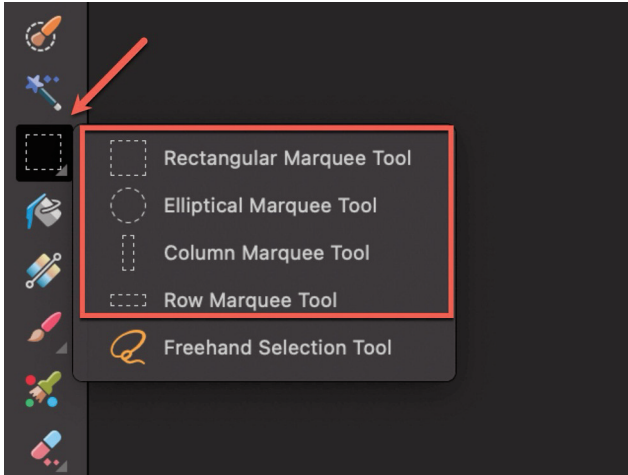 Rectangular Marquee Tool
Elliptical Marquee Tool
Column Marquee Tool
Row Marquee Tool
Freehand Selection Tool